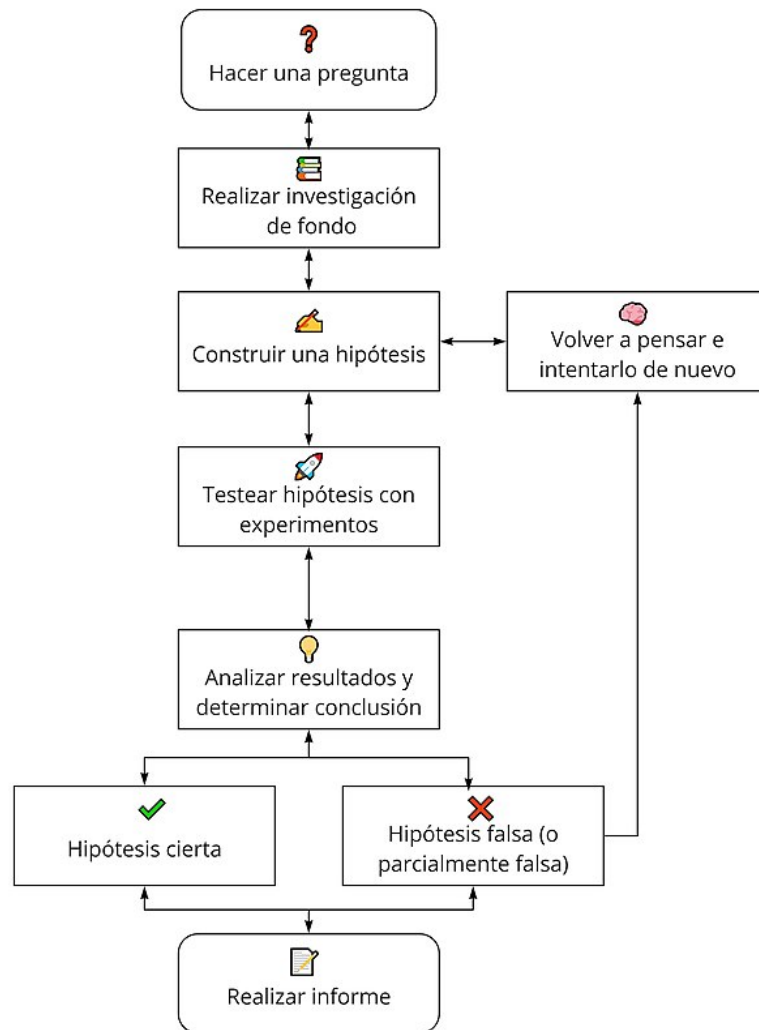 Hacer una pregunta
Realizar investigación
de fondo
Construir una hipótesis
Volver a pensar e
intentarlo de nuevo
Testear hipótesis con
experimentos
Analizar resultados y
determinar conclusión
Hipótesis cierta
Hipótesis falsa (o
parcialmente falsa)
Realizar informe